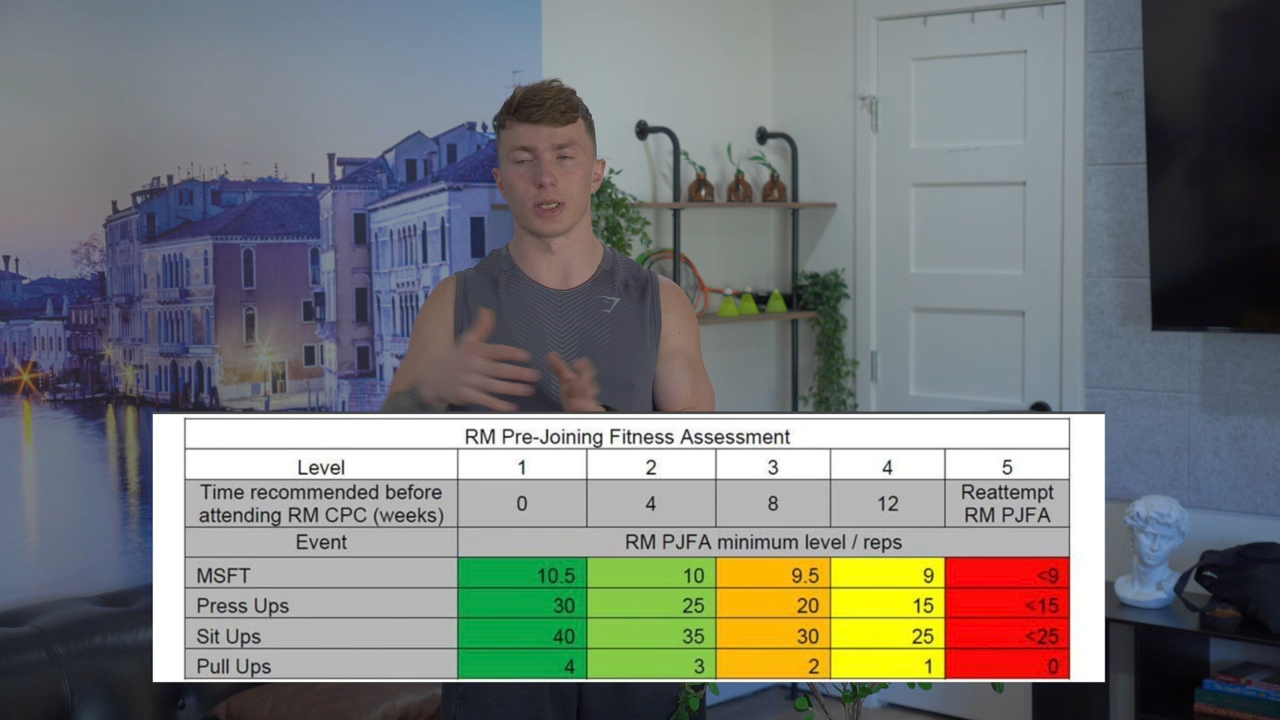 RM Pre-Joining Fitness Assessment
Level 1 2 3 4 5
Time recommended before attending RM CPC (weeks) 0 4 8 12 Reattempt RM PJFA
Event RM PJFA minimum level / reps
MSFT 10.5 10 9.5 9 <9
Press Ups 30 25 20 15 <15
Sit Ups 40 35 30 25 <25
Pull Ups 4 3 2 1 0